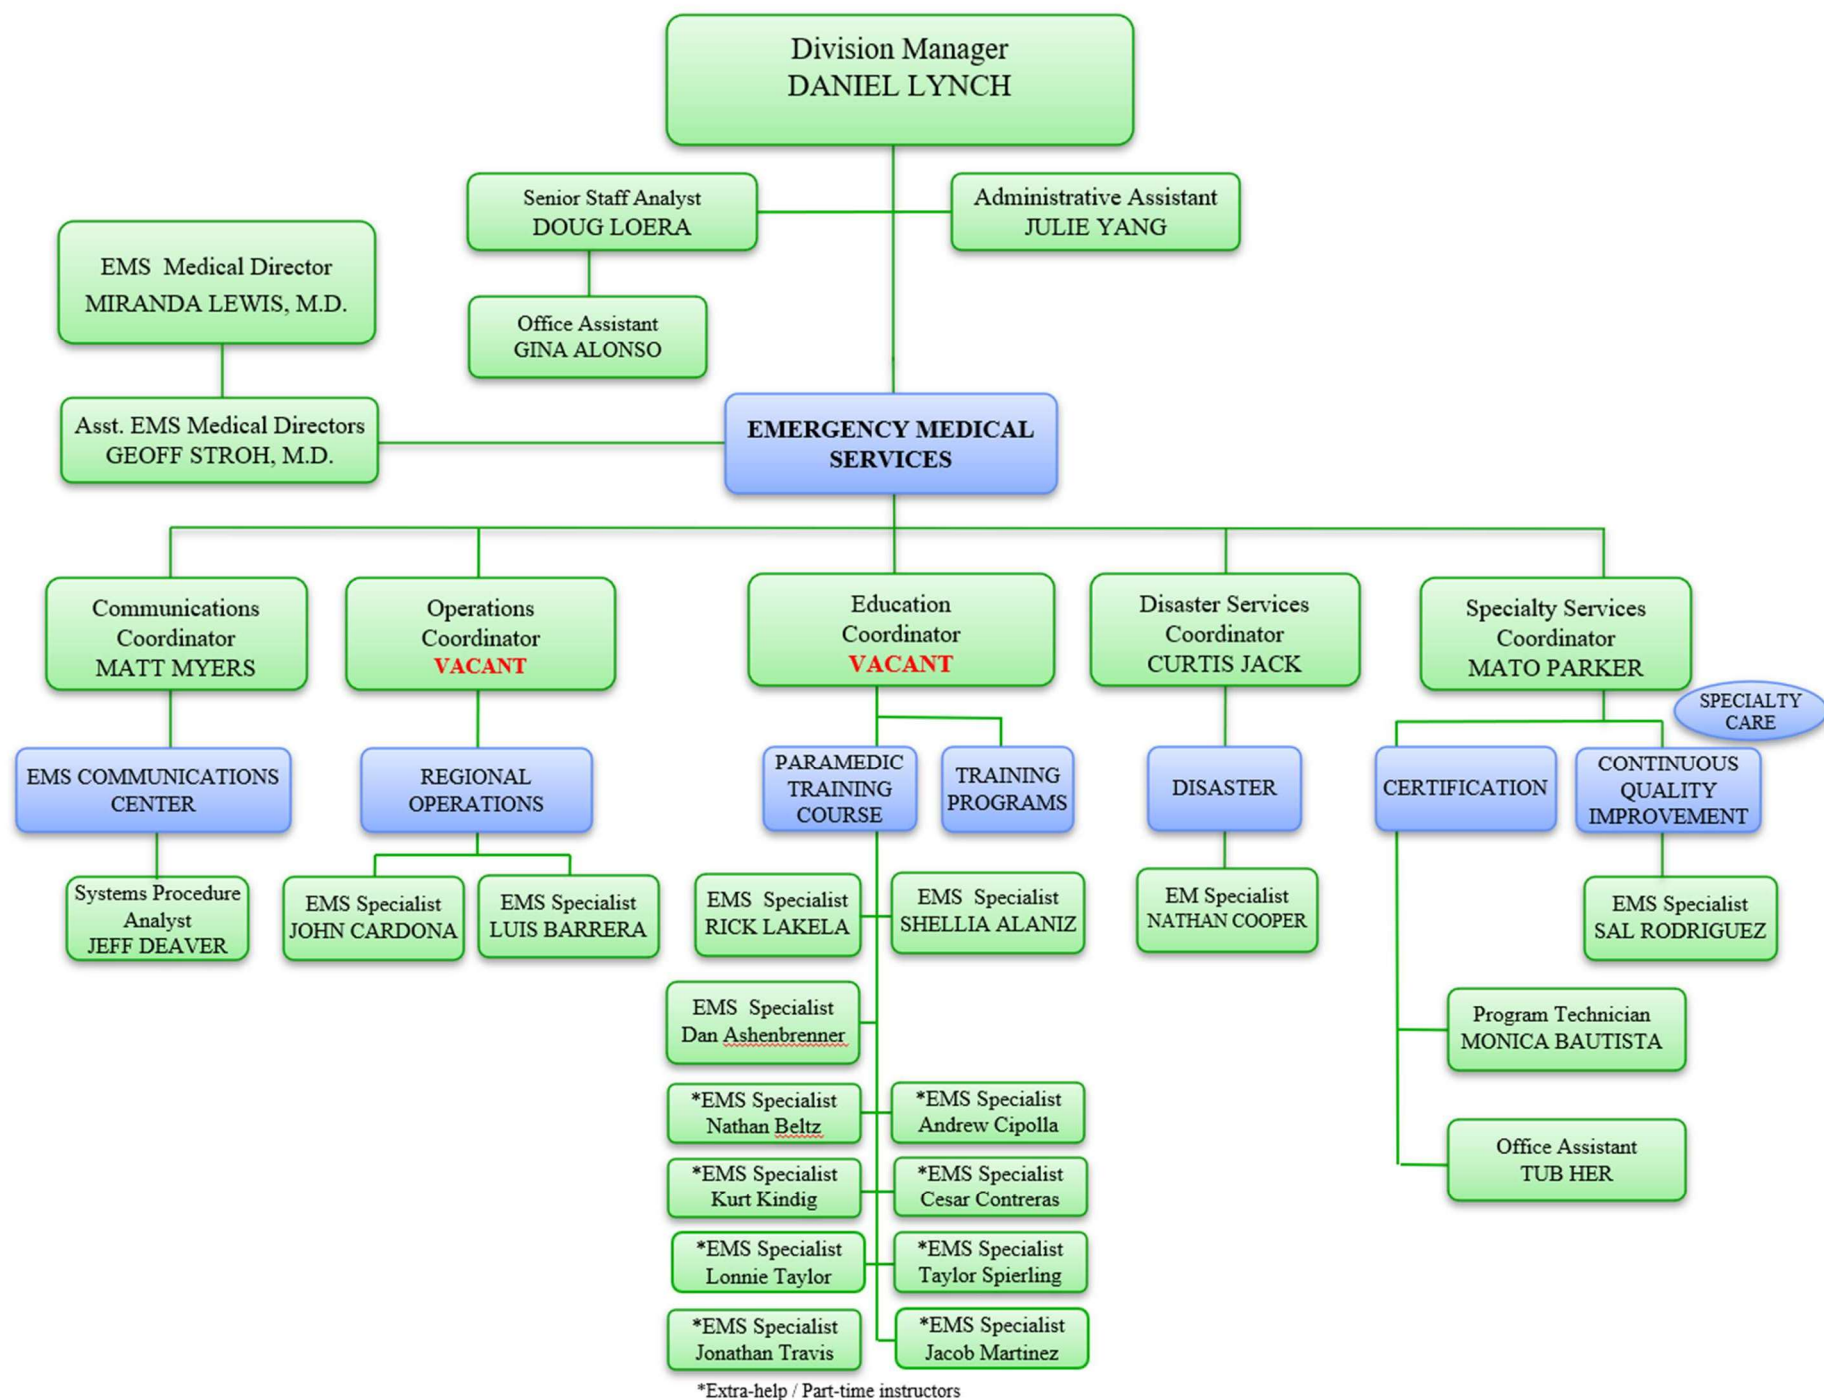 Division Manager
DANIEL LYNCH
Senior Staff Analyst
DOUG LOERA
Administrative Assistant
JULIE YANG
EMS Medical Director
MIRANDA LEWIS, M.D.
Office Assistant
GINA ALONSO
Asst. EMS Medical Directors
GEOFF STROH, M.D.
EMERGENCY MEDICAL
SERVICES
Communications
Coordinator
MATT MYERS
Operations
Coordinator
VACANT
Education
Coordinator
VACANT
Disaster Services
Coordinator
CURTIS JACK
Specialty Services
Coordinator
MATO PARKER
SPECIALTY
CARE
EMS COMMUNICATIONS
CENTER
REGIONAL
OPERATIONS
PARAMEDIC
TRAINING
COURSE
TRAINING
PROGRAMS
DISASTER
CERTIFICATION
CONTINUOUS
QUALITY
IMPROVEMENT
Systems Procedure
Analyst
JEFF DEAVER
EMS Specialist
JOHN CARDONA
EMS Specialist
LUIS BARRERA
EMS Specialist
RICK LAKELA
EMS Specialist
SHELLIA ALANIZ
EM Specialist
NATHAN COOPER
EMS Specialist
SAL RODRIGUEZ
EMS Specialist
Dan Ashenbrenner
Program Technician
MONICA BAUTISTA
*EMS Specialist
Nathan Beltz
*EMS Specialist
Andrew Cipolla
Office Assistant
TUB HER
*EMS Specialist
Kurt Kindig
*EMS Specialist
Cesar Contreras
*EMS Specialist
Lonnie Taylor
*EMS Specialist
Taylor Spierling
*EMS Specialist
Jonathan Travis
*EMS Specialist
Jacob Martinez
*Extra-help / Part-time instructors